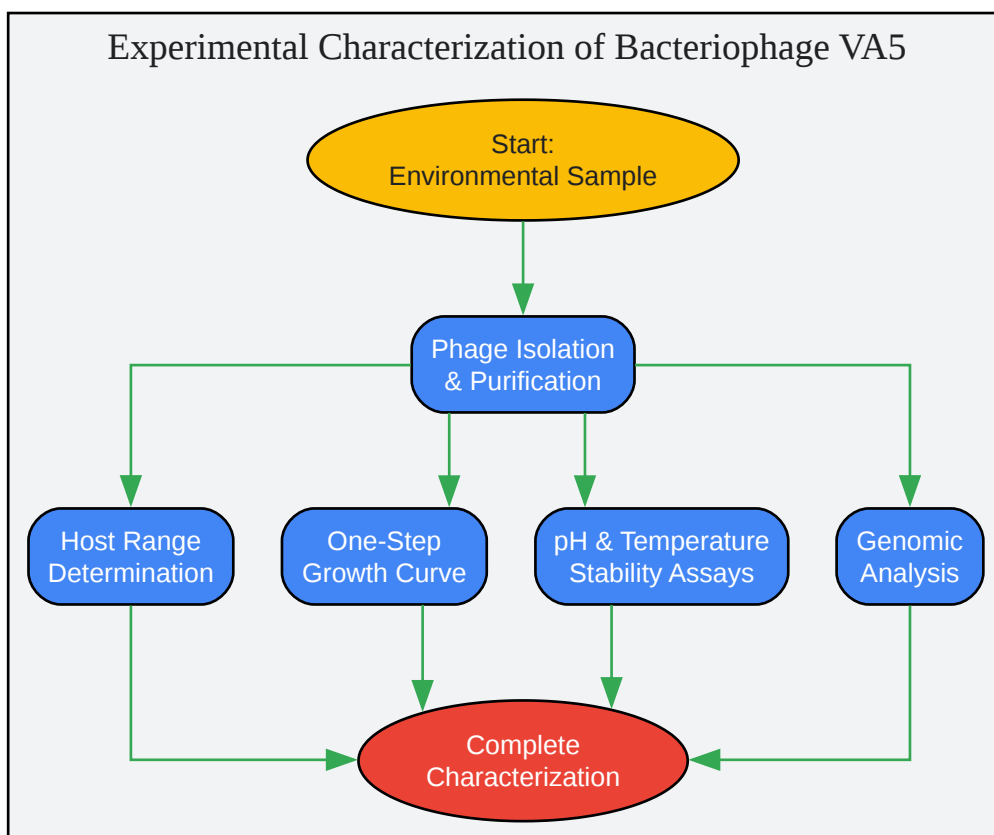 Experimental Characterization of Bacteriophage VA5
Start:
Environmental Sample
Phage Isolation
& Purification
Host Range
Determination
One-Step
Growth Curve
pH & Temperature
Stability Assays
Genomic
Analysis
Complete
Characterization